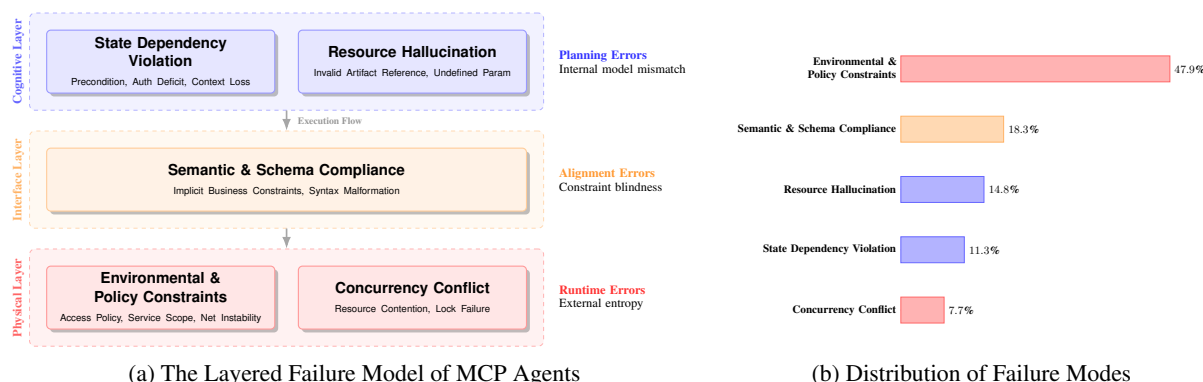 Cognitive Layer
State Dependency
Violation
Precondition, Auth Deficit, Context Loss
Resource Hallucination
Invalid Artifact Reference, Undefined Param
Planning Errors
Internal model mismatch
Execution Flow
Interface Layer
Semantic & Schema Compliance
Implicit Business Constraints, Syntax Malformation
Alignment Errors
Constraint blindness
Physical Layer
Environmental &
Policy Constraints
Access Policy, Service Scope, Net Instability
Concurrency Conflict
Resource Contention, Lock Failure
Runtime Errors
External entropy
(a) The Layered Failure Model of MCP Agents
Environmental &
Policy Constraints
47.9%
Semantic & Schema Compliance
18.3%
Resource Hallucination
14.8%
State Dependency Violation
11.3%
Concurrency Conflict
7.7%
(b) Distribution of Failure Modes